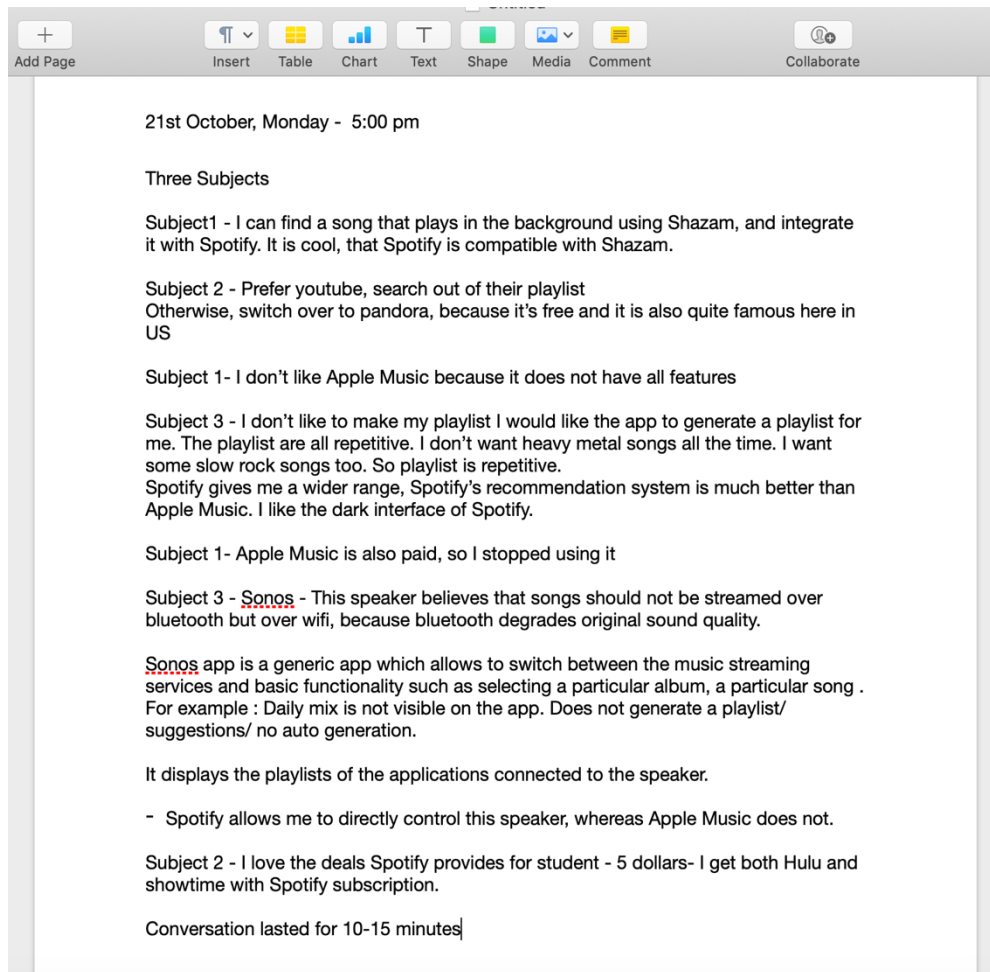 Add Page
Insert
Table
Chart
Text
Shape
Media
Comment
Collaborate
21st October, Monday -  5:00 pm
Three Subjects
Subject1 - I can find a song that plays in the background using Shazam, and integrate
it with Spotify. It is cool, that Spotify is compatible with Shazam.
Subject 2 - Prefer youtube, search out of their playlist
Otherwise, switch over to pandora, because it’s free and it is also quite famous here in
US
Subject 1- I don’t like Apple Music because it does not have all features
Subject 3 - I don’t like to make my playlist I would like the app to generate a playlist for
me. The playlist are all repetitive. I don’t want heavy metal songs all the time. I want
some slow rock songs too. So playlist is repetitive.
Spotify gives me a wider range, Spotify’s recommendation system is much better than
Apple Music. I like the dark interface of Spotify.
Subject 1- Apple Music is also paid, so I stopped using it
Subject 3 - Sonos - This speaker believes that songs should not be streamed over
bluetooth but over wifi, because bluetooth degrades original sound quality.
Sonos app is a generic app which allows to switch between the music streaming
services and basic functionality such as selecting a particular album, a particular song .
For example : Daily mix is not visible on the app. Does not generate a playlist/
suggestions/ no auto generation.
It displays the playlists of the applications connected to the speaker.
-  Spotify allows me to directly control this speaker, whereas Apple Music does not.
Subject 2 - I love the deals Spotify provides for student - 5 dollars- I get both Hulu and
showtime with Spotify subscription.
Conversation lasted for 10-15 minutes